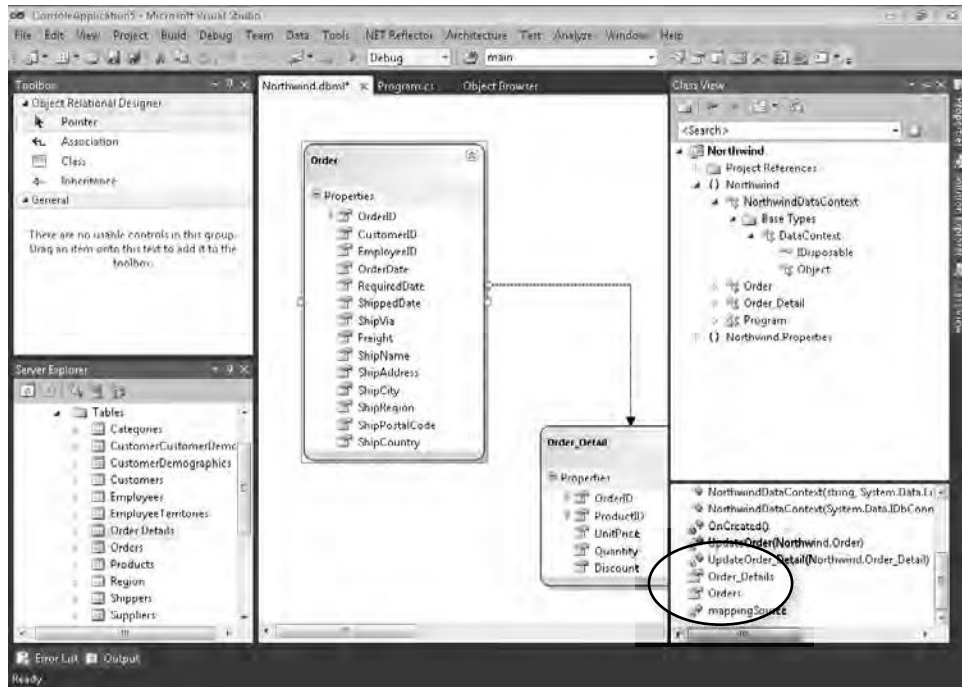 ConsoleApplication5 - Microsoft Visual Studio
File Edit View Project Build Debug Team Data Tools .NET Reflector Architecture Test Analyze Window Help
Debug main
Toolbox
Object Relational Designer
Pointer
Association
Class
Inheritance
General
There are no usable controls in this group.
Drag an item onto this text to add it to the
toolbox.
Server Explorer
Tables
Categories
CustomerCustomerDemo
CustomerDemographics
Customers
Employees
EmployeeTerritories
Order Details
Orders
Products
Region
Shippers
Suppliers
Northwind.dbml* Program.cs Object Browser
Order
Properties
OrderID
CustomerID
EmployeeID
OrderDate
RequiredDate
ShippedDate
ShipVia
Freight
ShipName
ShipAddress
ShipCity
ShipRegion
ShipPostalCode
ShipCountry
Order_Detail
Properties
OrderID
ProductID
UnitPrice
Quantity
Discount
Class View
<Search>
Northwind
Project References
{} Northwind
NorthwindDataContext
Base Types
DataContext
IDisposable
Object
Order
Order_Detail
Program
{} Northwind.Properties
NorthwindDataContext(string, System.Data.Li
NorthwindDataContext(System.Data.IDbConn
OnCreated()
UpdateOrder(Northwind.Order)
UpdateOrder_Detail(Northwind.Order_Detail)
Order_Details
Orders
mappingSource
Properties
Solution Explorer
Error List Output
Ready